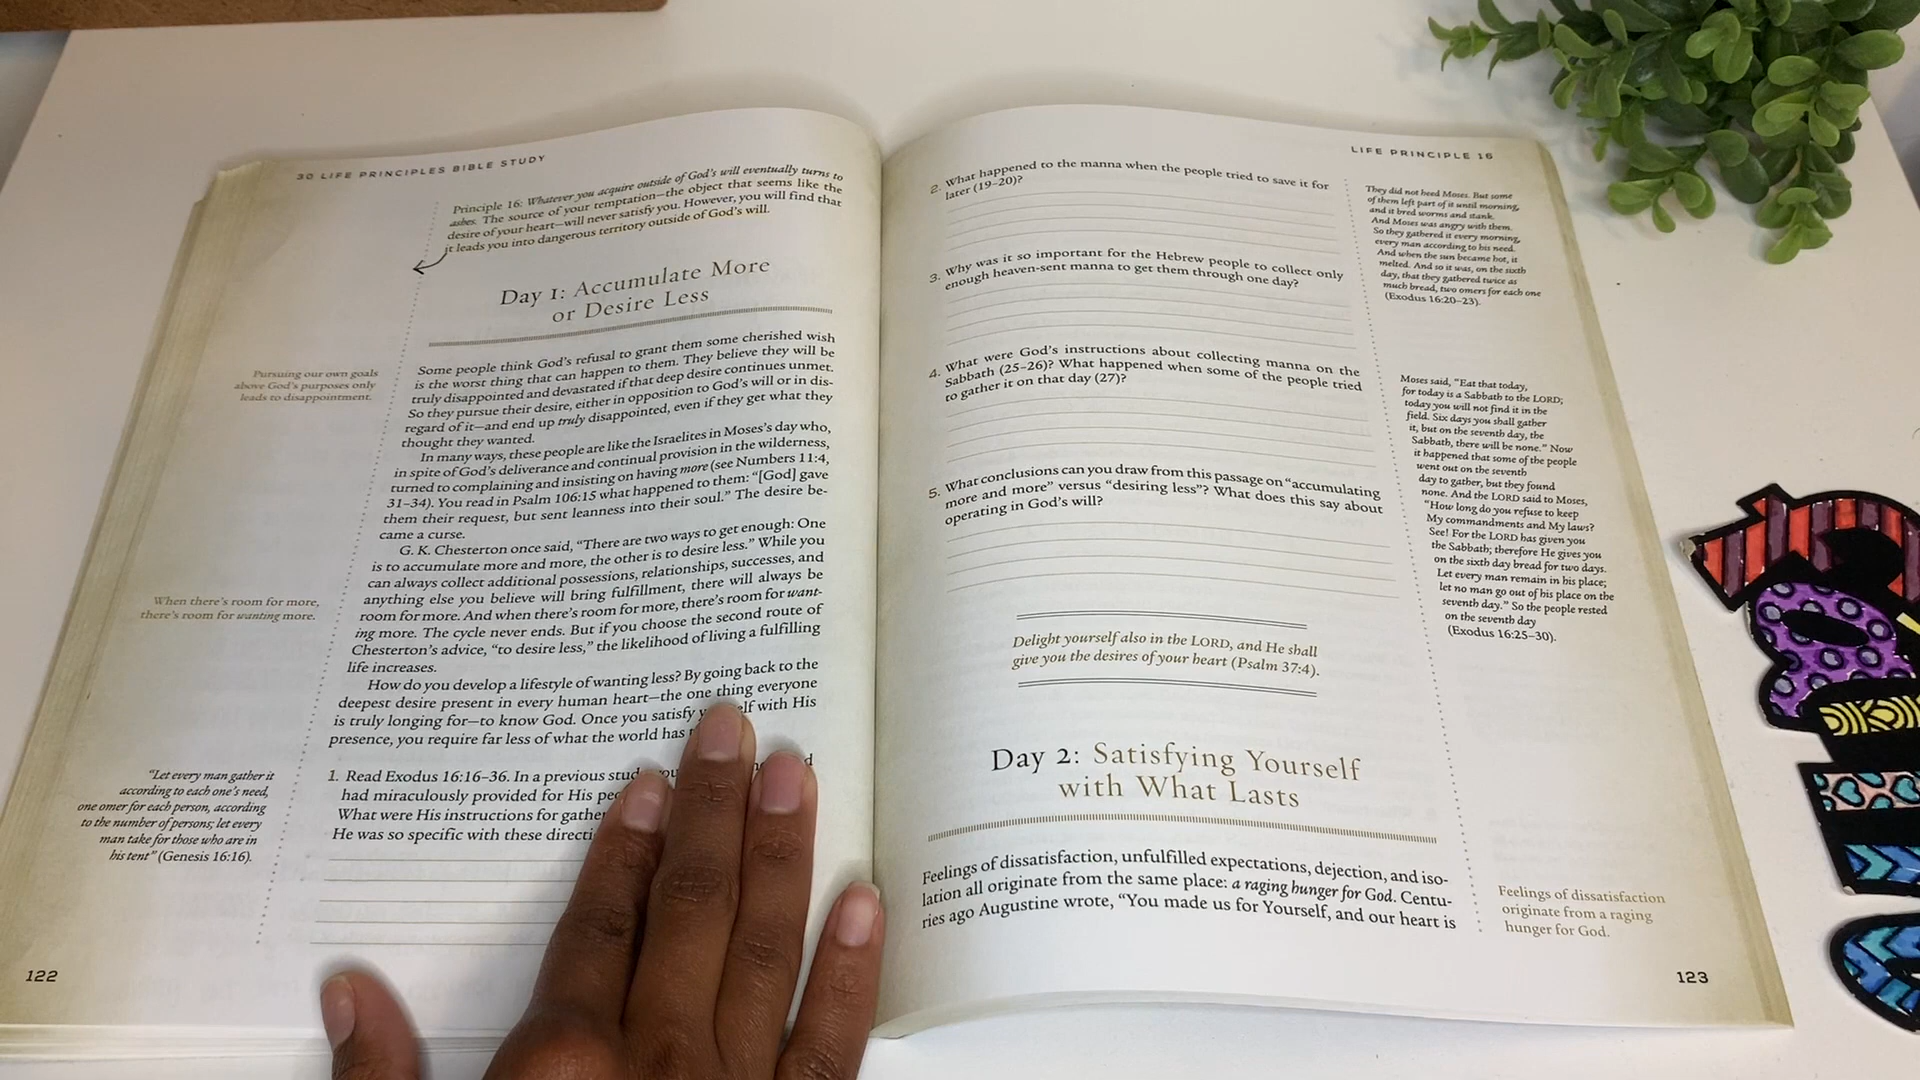 30 LIFE PRINCIPLES BIBLE STUDY
Principle 16: Whatever you acquire outside of God's will eventually turns to
ashes. The source of your temptation—the object that seems like the
desire of your heart—will never satisfy you. However, you will find that
it leads you into dangerous territory outside of God's will.
Day 1: Accumulate More
or Desire Less
Some people think God's refusal to grant them some cherished wish
is the worst thing that can happen to them. They believe they will be
truly disappointed and devastated if that deep desire continues unmet.
So they pursue their desire, either in opposition to God's will or in dis-
regard of it—and end up truly disappointed, even if they get what they
thought they wanted.
In many ways, these people are like the Israelites in Moses's day who,
in spite of God's deliverance and continual provision in the wilderness,
turned to complaining and insisting on having more (see Numbers 11:4,
31–34). You read in Psalm 106:15 what happened to them: "[God] gave
them their request, but sent leanness into their soul." The desire be-
came a curse.
G. K. Chesterton once said, "There are two ways to get enough: One
is to accumulate more and more, the other is to desire less." While you
can always collect additional possessions, relationships, successes, and
anything else you believe will bring fulfillment, there will always be
room for more. And when there's room for more, there's room for want-
ing more. The cycle never ends. But if you choose the second route of
Chesterton's advice, "to desire less," the likelihood of living a fulfilling
life increases.
How do you develop a lifestyle of wanting less? By going back to the
deepest desire present in every human heart—the one thing everyone
is truly longing for—to know God. Once you satisfy with His
presence, you require far less of what the world has
1. Read Exodus 16:16–36. In a previous
had miraculously provided for His
What were His instructions for
He was so specific with these
Pursuing our own goals
above God's purposes only
leads to disappointment.
When there's room for more,
there's room for wanting more.
"Let every man gather it
according to each one's need,
one omer for each person, according
to the number of persons; let every
man take for those who are in
his tent" (Genesis 16:16).
122
LIFE PRINCIPLE 16
2. What happened to the manna when the people tried to save it for
later (19–20)?
3. Why was it so important for the Hebrew people to collect only
enough heaven-sent manna to get them through one day?
4. What were God's instructions about collecting manna on the
Sabbath (25–26)? What happened when some of the people tried
to gather it on that day (27)?
5. What conclusions can you draw from this passage on "accumulating
more and more" versus "desiring less"? What does this say about
operating in God's will?
Delight yourself also in the LORD, and He shall
give you the desires of your heart (Psalm 37:4).
Day 2: Satisfying Yourself
with What Lasts
Feelings of dissatisfaction, unfulfilled expectations, dejection, and iso-
lation all originate from the same place: a raging hunger for God. Centu-
ries ago Augustine wrote, "You made us for Yourself, and our heart is
They did not heed Moses. But some
of them left part of it until morning,
and it bred worms and stank.
And Moses was angry with them.
So they gathered it every morning,
every man according to his need.
And when the sun became hot, it
melted. And so it was, on the sixth
day, that they gathered twice as
much bread, two omers for each one
(Exodus 16:20–23).
Moses said, "Eat that today,
for today is a Sabbath to the LORD;
today you will not find it in the
field. Six days you shall gather
it, but on the seventh day, the
Sabbath, there will be none." Now
it happened that some of the people
went out on the seventh
day to gather, but they found
none. And the LORD said to Moses,
"How long do you refuse to keep
My commandments and My laws?
See! For the LORD has given you
the Sabbath; therefore He gives you
on the sixth day bread for two days.
Let every man remain in his place;
let no man go out of his place on the
seventh day." So the people rested
on the seventh day
(Exodus 16:25–30).
Feelings of dissatisfaction
originate from a raging
hunger for God.
123